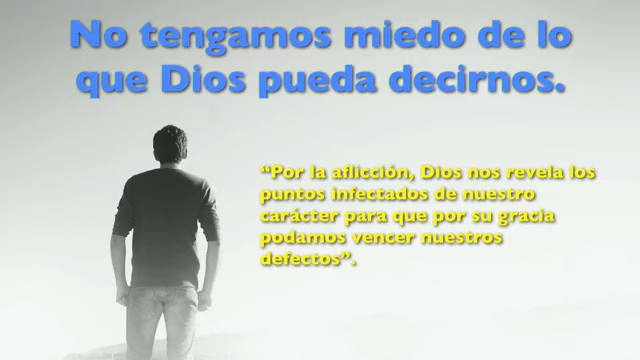 No tengamos miedo de lo
que Dios pueda decirnos.
“Por la aflicción, Dios nos revela los
puntos infectados de nuestro
carácter para que por su gracia
podamos vencer nuestros
defectos”.